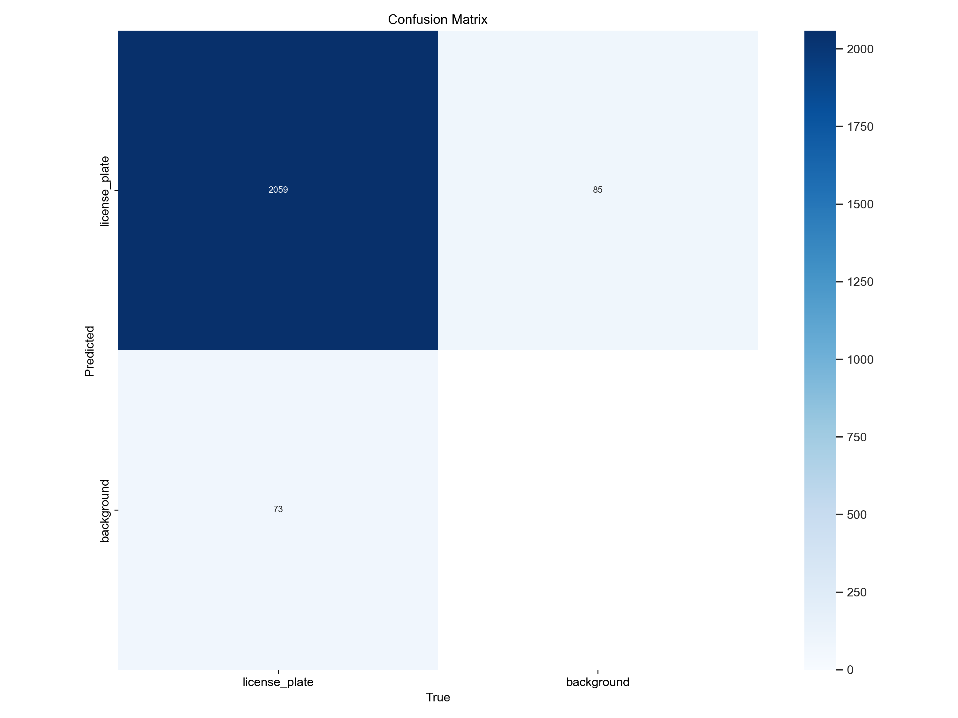 Confusion Matrix
license_plate
2059
85
Predicted
background
73
license_plate
background
True
2000
1750
1500
1250
1000
750
500
250
0